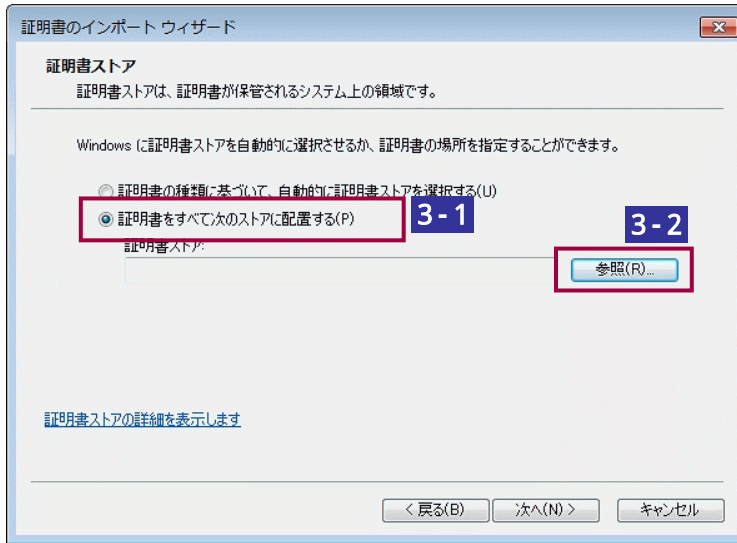 証明書のインポート ウィザード
証明書ストア
証明書ストアは、証明書が保管されるシステム上の領域です。
Windows に証明書ストアを自動的に選択させるか、証明書の場所を指定することができます。
証明書の種類に基づいて、自動的に証明書ストアを選択する(U)
証明書をすべて次のストアに配置する(P)
3-1
3-2
証明書ストア:
参照(R)...
証明書ストアの詳細を表示します
< 戻る(B)
次へ(N) >
キャンセル